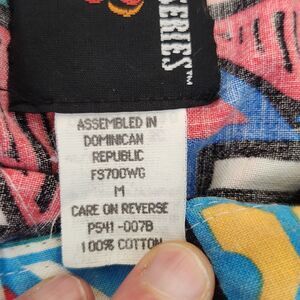 SERIES™
ASSEMBLED IN
DOMINICAN
REPUBLIC
FS700WG
M
CARE ON REVERSE
PS41-007B
100% COTTON